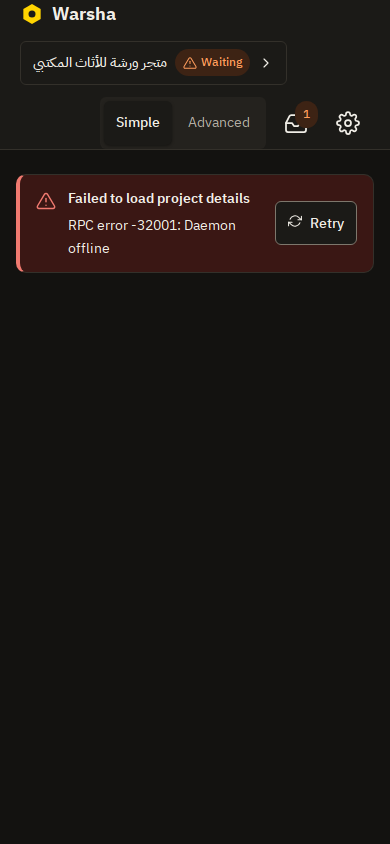 Warsha
متجر ورشة للأثاث المكتبي
Waiting
Simple
Advanced
1
Failed to load project details
RPC error -32001: Daemon
offline
Retry